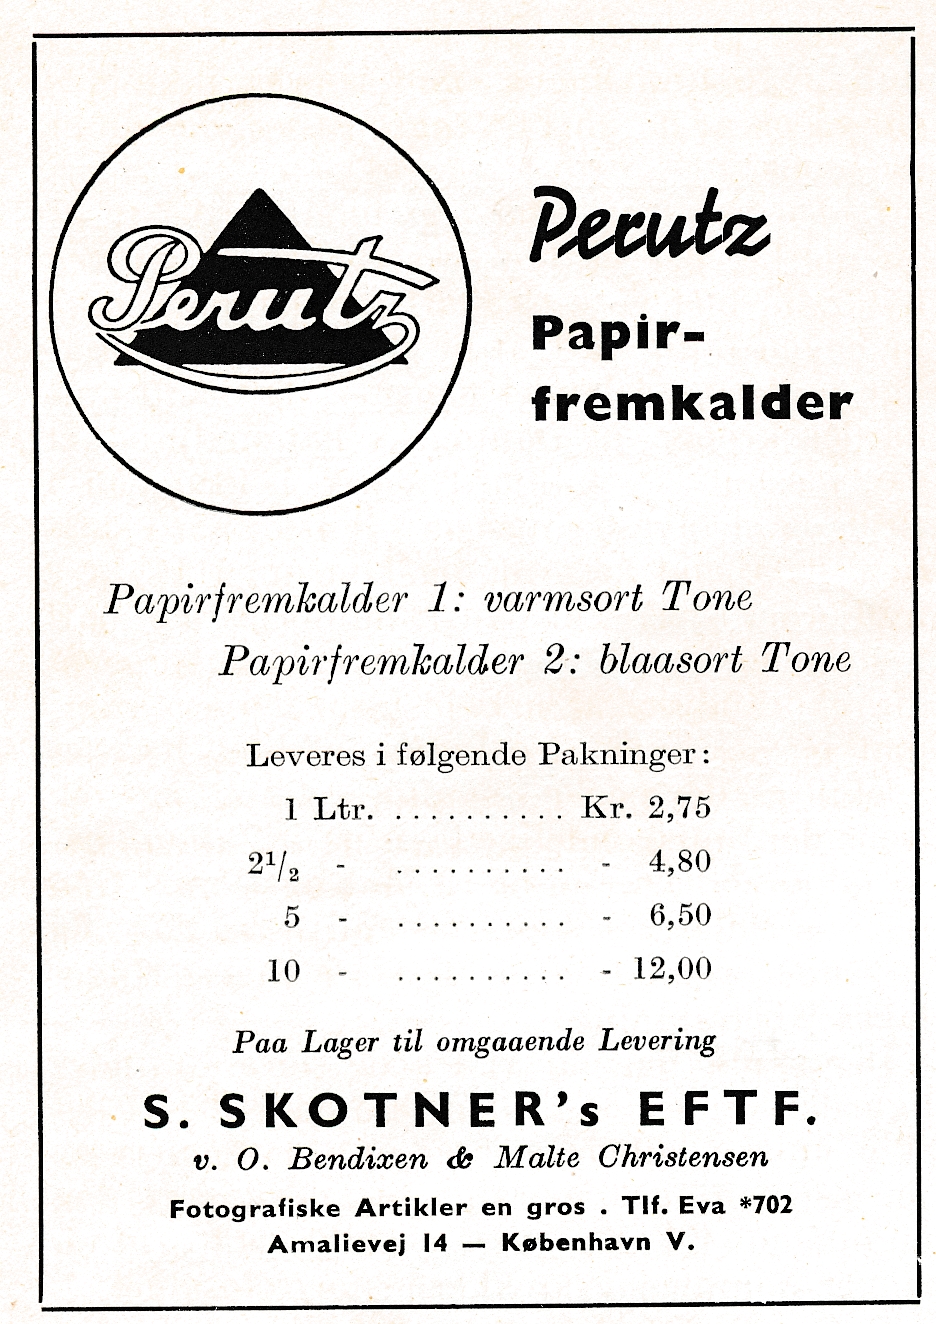 Perutz
Perutz
Papir-
fremkalder
Papirfremkalder 1: varmsort Tone
Papirfremkalder 2: blaasort Tone
Leveres i følgende Pakninger:
1 Ltr. .......... Kr. 2,75
2½ - .......... - 4,80
5 - .......... - 6,50
10 - .......... - 12,00
Paa Lager til omgaaende Levering
S. SKOTNER's EFTF.
v. O. Bendixen & Malte Christensen
Fotografiske Artikler en gros . Tlf. Eva *702
Amalievej 14 — København V.